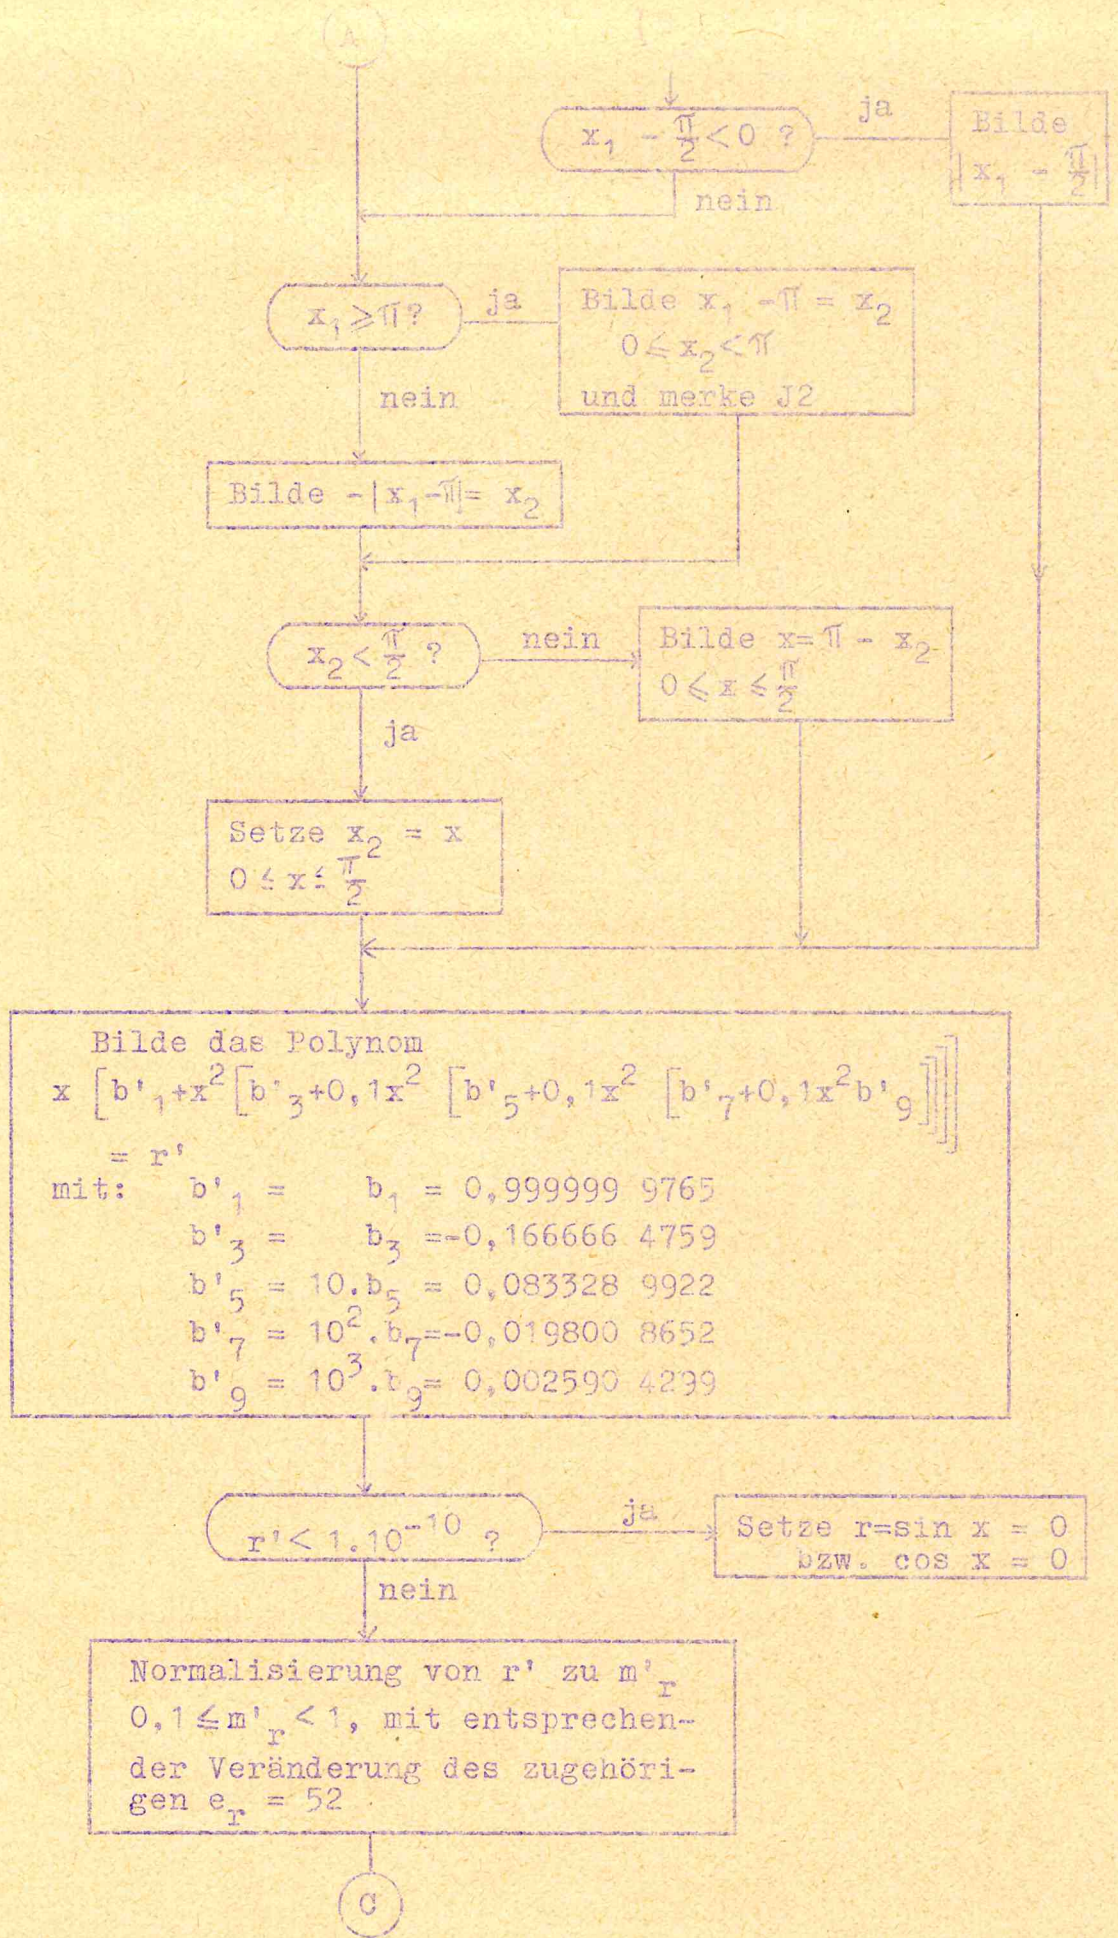 A
x₁ - π/2 < 0 ?
ja
Bilde
|x₁ - π/2|
nein
x₁ ≥ π?
ja
Bilde x₁ -π = x₂
0 ≤ x₂ < π
und merke J2
nein
Bilde -|x₁-π|= x₂
x₂ < π/2 ?
nein
Bilde x= π - x₂
0 ≤ x ≤ π/2
ja
Setze x₂ = x
0 ≤ x ≤ π/2
Bilde das Polynom
x [b'₁+x²[b'₃+0,1x² [b'₅+0,1x² [b'₇+0,1x²b'₉]]]]
= r'
mit: b'₁ = b₁ = 0,999999 9765
b'₃ = b₃ =-0,166666 4759
b'₅ = 10.b₅ = 0,083328 9922
b'₇ = 10².b₇=-0,019800 8652
b'₉ = 10³.b₉= 0,002590 4299
r' < 1.10⁻¹⁰ ?
ja
Setze r=sin x = 0
bzw. cos x = 0
nein
Normalisierung von r' zu m'ᵣ
0,1 ≤ m'ᵣ < 1, mit entsprechen-
der Veränderung des zugehöri-
gen eᵣ = 52
C